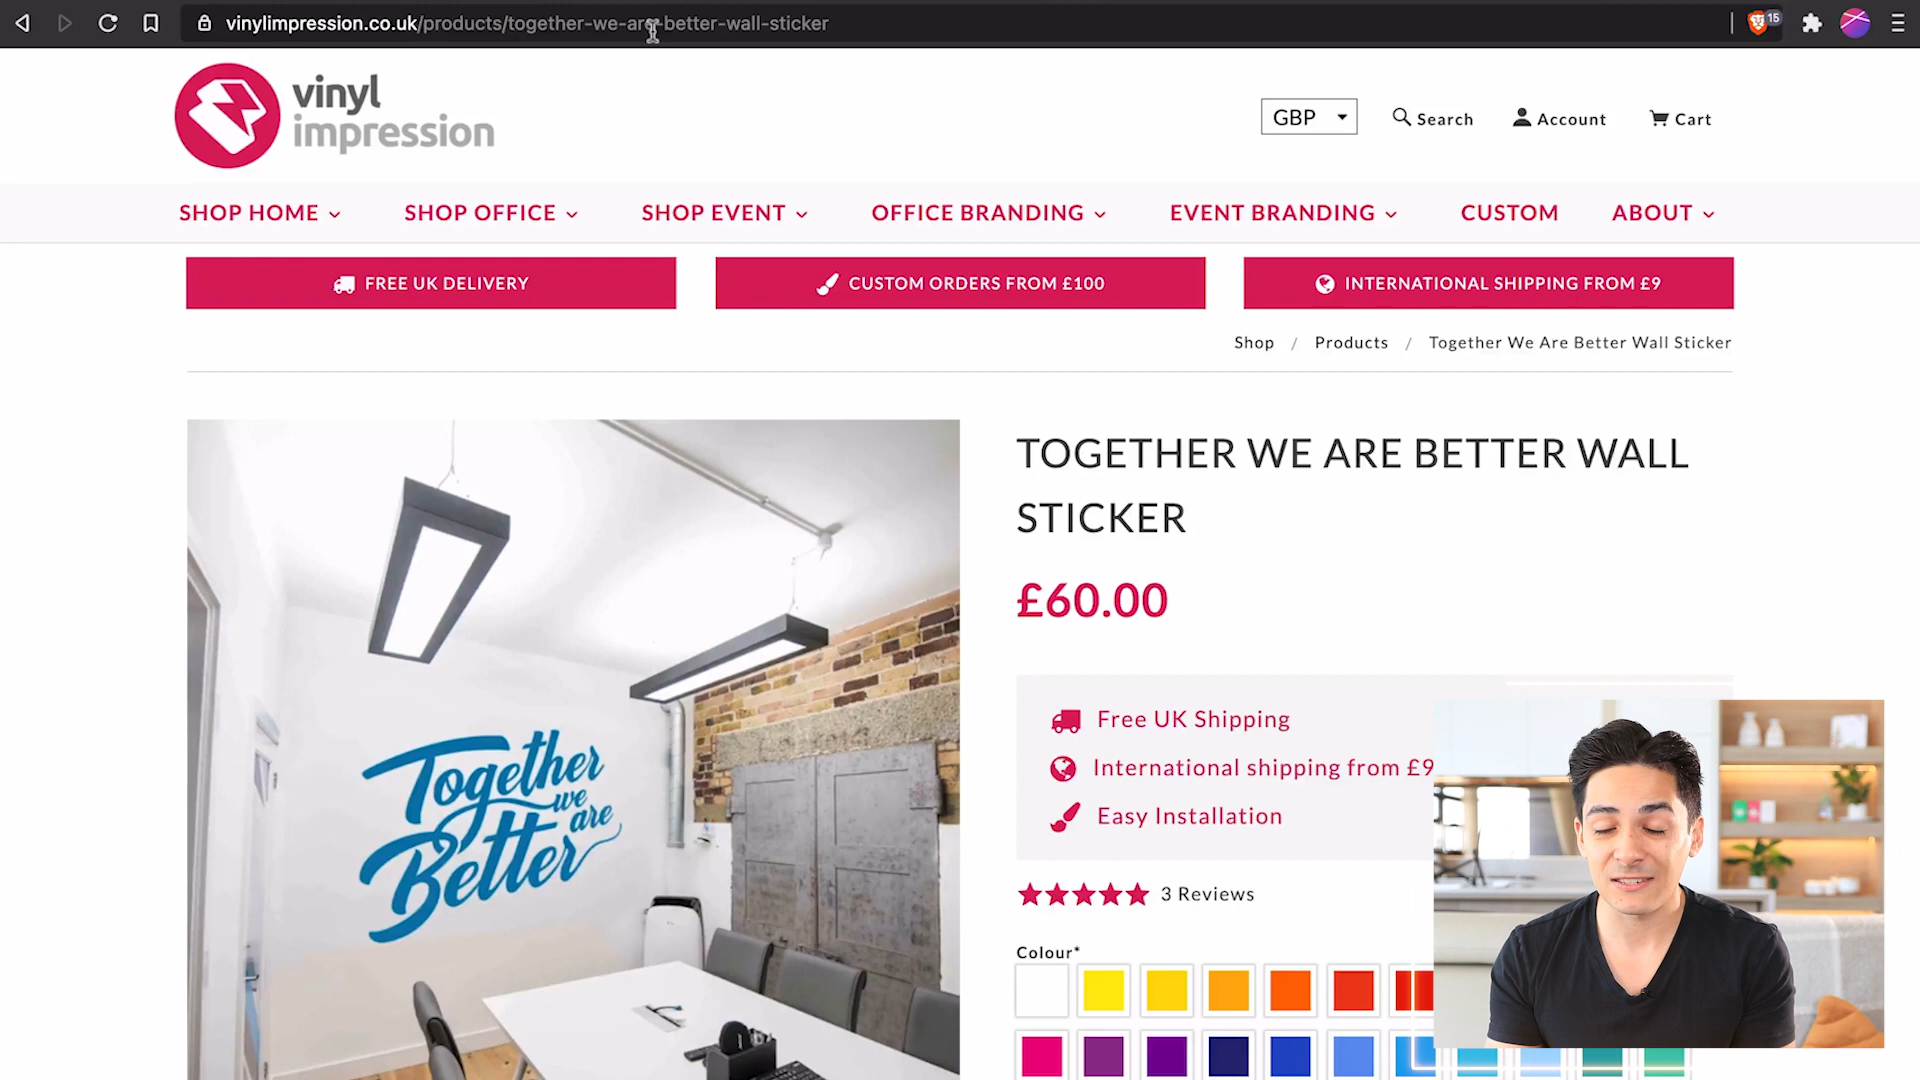 vinylimpression.co.uk/products/together-we-are-better-wall-sticker
15
vinyl
impression
GBP
Search
Account
Cart
SHOP HOME
SHOP OFFICE
SHOP EVENT
OFFICE BRANDING
EVENT BRANDING
CUSTOM
ABOUT
FREE UK DELIVERY
CUSTOM ORDERS FROM £100
INTERNATIONAL SHIPPING FROM £9
Shop / Products / Together We Are Better Wall Sticker
TOGETHER WE ARE BETTER WALL
STICKER
£60.00
Free UK Shipping
International shipping from £9
Easy Installation
3 Reviews
Colour*
Together
we
are
Better